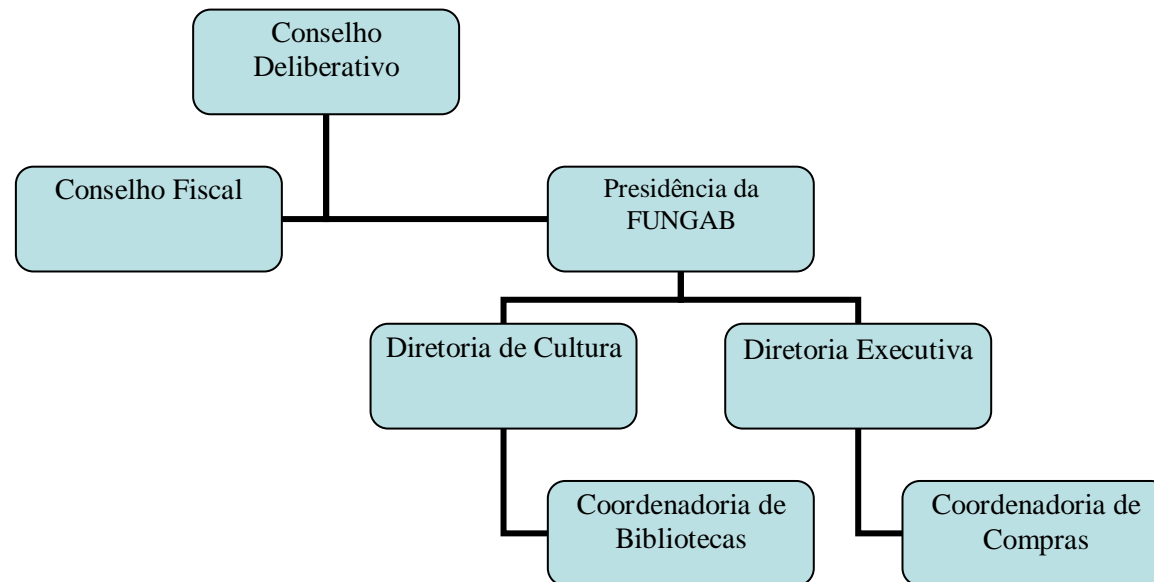 Conselho
Deliberativo
Conselho Fiscal
Presidência da
FUNGAB
Diretoria de Cultura
Diretoria Executiva
Coordenadoria de
Bibliotecas
Coordenadoria de
Compras